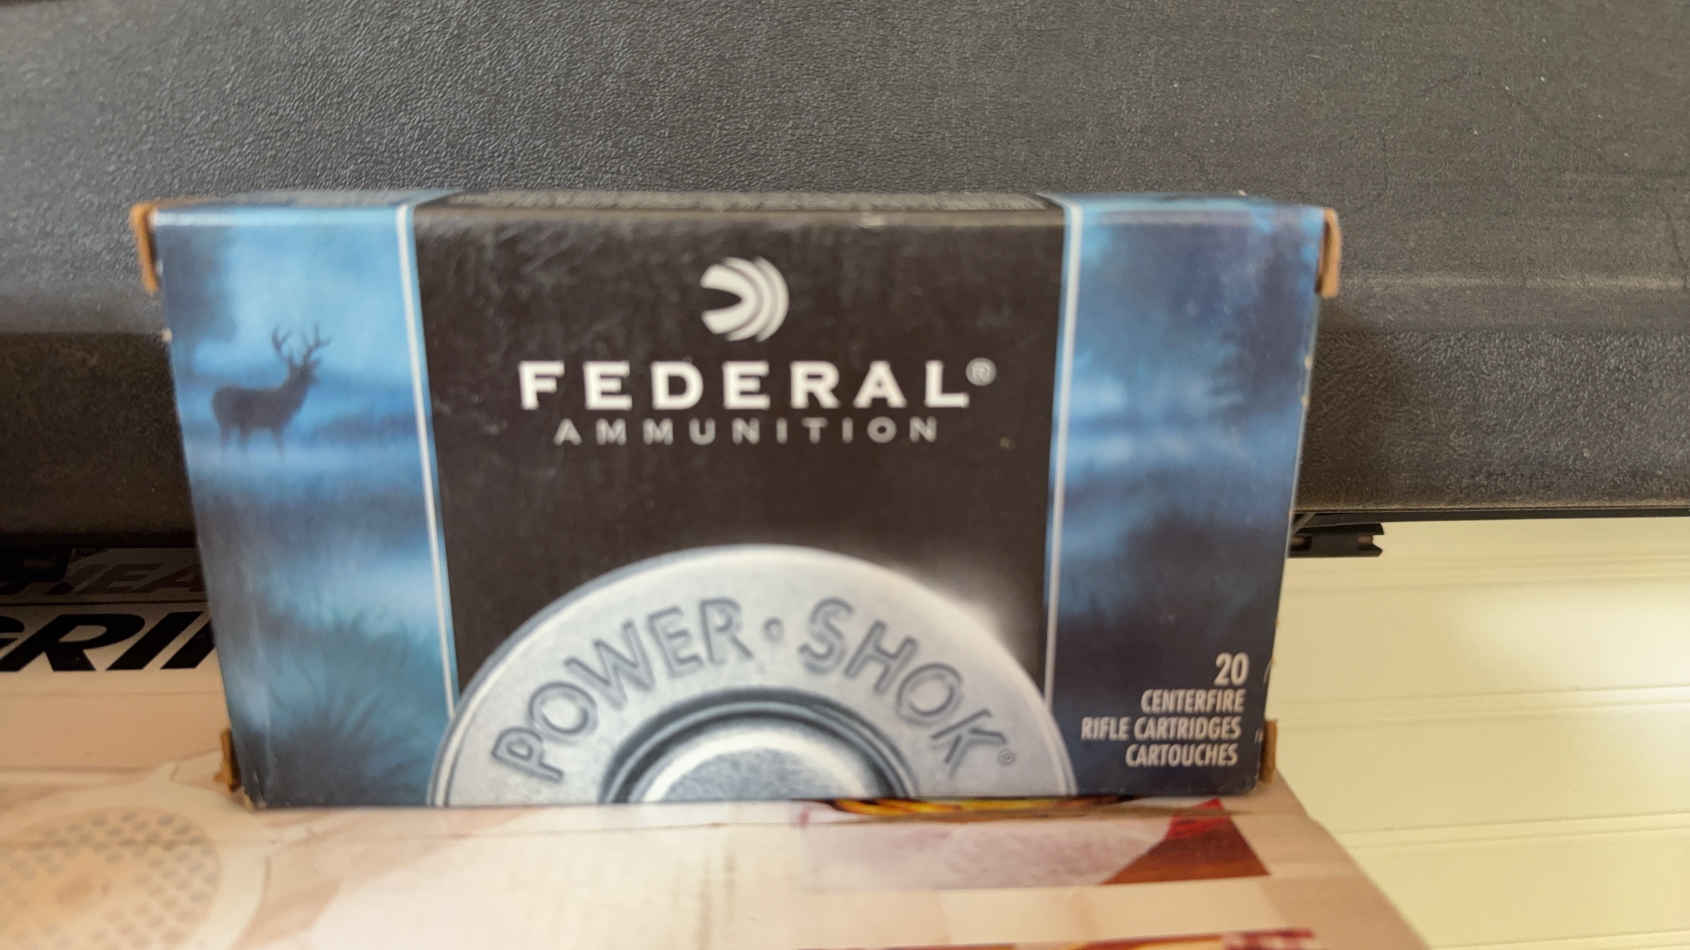 FEDERAL®
AMMUNITION
POWER·SHOK®
20
CENTERFIRE
RIFLE CARTRIDGES
CARTOUCHES